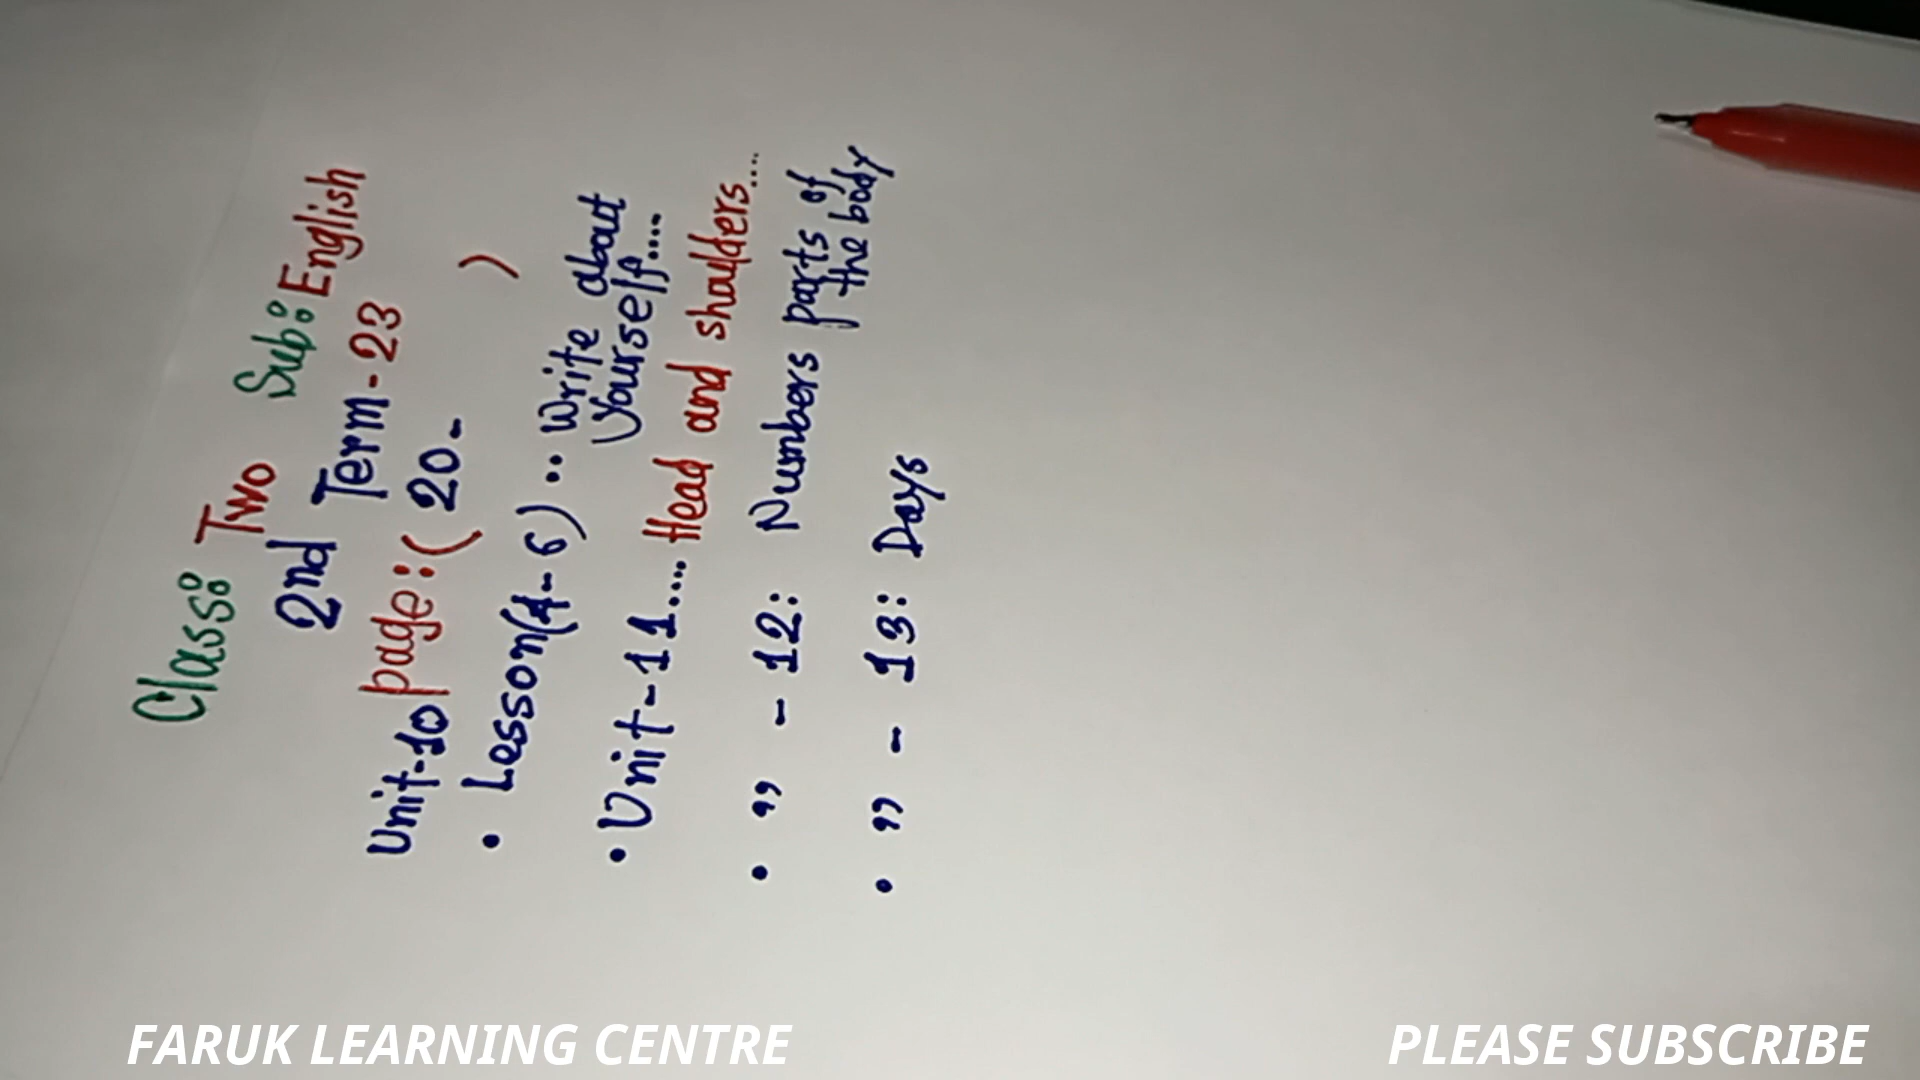 Class: Two Sub: English
2nd Term-23
Unit-10 page: ( 20- )
• Lesson(4-6) .. Write about
Yourself....
• Unit-11.... Head and shoulders....
• " - 12: Numbers parts of
the body
• " - 13: Days
FARUK LEARNING CENTRE
PLEASE SUBSCRIBE